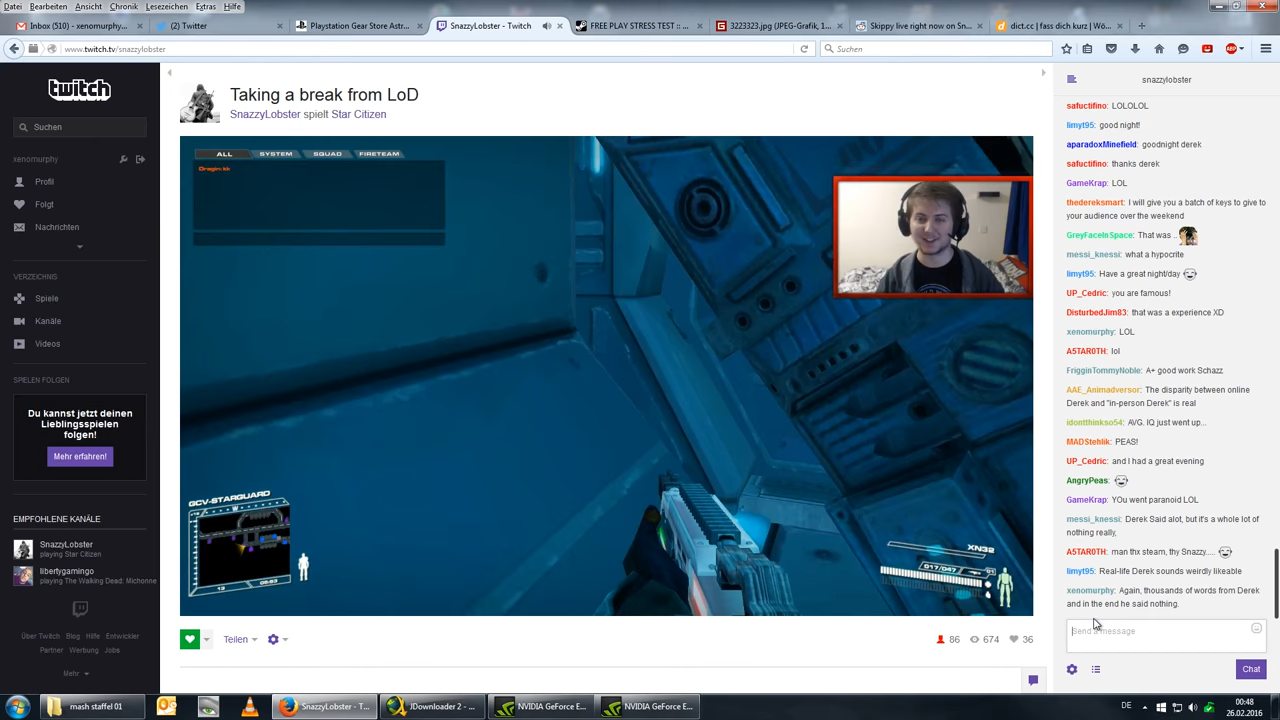 Datei Bearbeiten Ansicht Chronik Lesezeichen Extras Hilfe
Inbox (510) - xenomurphy...
Twitter
Playstation Gear Store Astr...
SnazzyLobster - Twitch
FREE PLAY STRESS TEST :: ...
3223323.jpg (JPEG-Grafik, 1...
Skippy live right now on Sn...
dict.cc | fass dich kurz | Wö...
www.twitch.tv/snazzylobster
Suchen
twitch
Suchen
xenomurphy
Profil
Folgt
Nachrichten
VERZEICHNIS
Spiele
Kanäle
Videos
SPIELEN FOLGEN
Du kannst jetzt deinen
Lieblingsspielen
folgen!
Mehr erfahren!
EMPFOHLENE KANÄLE
SnazzyLobster
playing Star Citizen
libertygamingo
playing The Walking Dead: Michonne
Über Twitch Blog Hilfe Entwickler
Partner Werbung Jobs
Mehr
Taking a break from LoD
SnazzyLobster spielt Star Citizen
ALL SYSTEM SQUAD FIRETEAM
Dragim: kk
GCV-STARGUARD
W
13
XN32
017/047
Teilen
86 674 36
snazzylobster
safuctifino: LOLOLOL
limyt95: good night!
aparadoxMinefield: goodnight derek
safuctifino: thanks derek
GameKrap: LOL
thedereksmart: I will give you a batch of keys to give to
your audience over the weekend
GreyFaceInSpace: That was ..
messi_knessi: what a hypocrite
limyt95: Have a great night/day
UP_Cedric: you are famous!
DisturbedJim83: that was a experience XD
xenomurphy: LOL
A5TAR0TH: lol
FrigginTommyNoble: A+ good work Schazz.
AAE_Animadversor: The disparity between online
Derek and "in-person Derek" is real
idontthinkso54: AVG. IQ just went up...
MADStehlik: PEAS!
UP_Cedric: and I had a great evening
AngryPeas:
GameKrap: YOu went paranoid LOL
messi_knessi: Derek Said alot, but it's a whole lot of
nothing really,
A5TAR0TH: man thx steam, thy Snazzy.....
limyt95: Real-life Derek sounds weirdly likeable
xenomurphy: Again, thousands of words from Derek
and in the end he said nothing.
Send a message
Chat
mash staffel 01
SnazzyLobster - T...
JDownloader 2 - ...
NVIDIA GeForce E...
NVIDIA GeForce E...
DE
00:48
26.02.2016